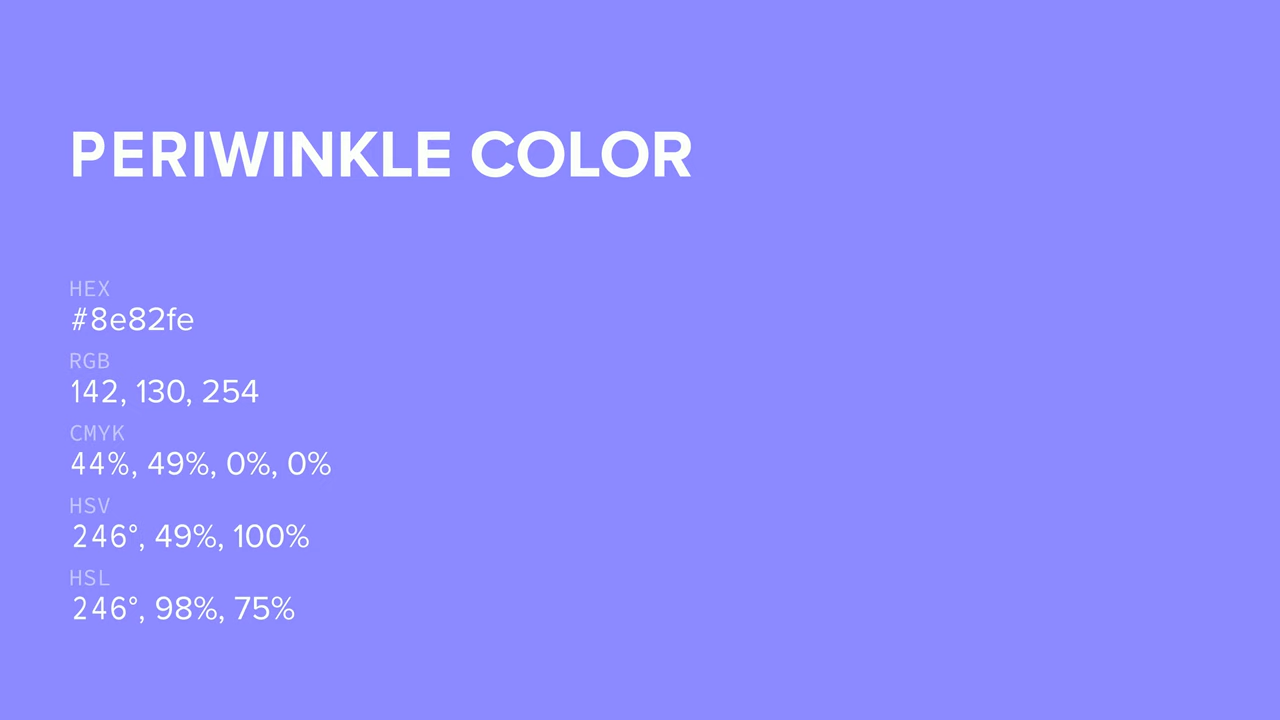 PERIWINKLE COLOR
HEX
#8e82fe
RGB
142, 130, 254
CMYK
44%, 49%, 0%, 0%
HSV
246°, 49%, 100%
HSL
246°, 98%, 75%